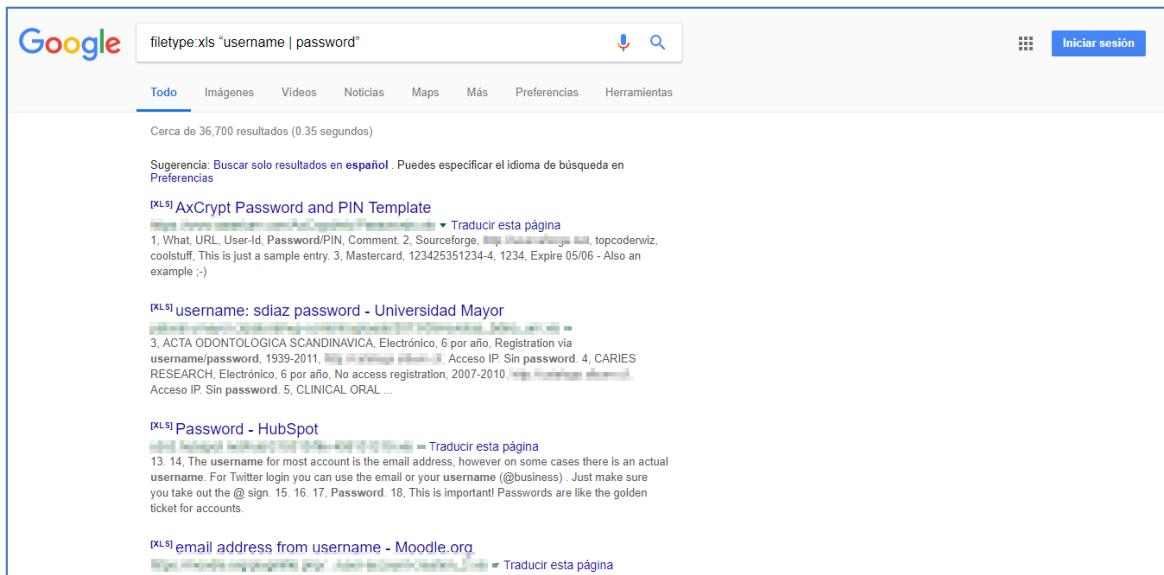 Google
filetype:xls “username | password”
Iniciar sesión
Todo Imágenes Vídeos Noticias Maps Más Preferencias Herramientas
Cerca de 36,700 resultados (0.35 segundos)
Sugerencia: Buscar solo resultados en español . Puedes especificar el idioma de búsqueda en
Preferencias
[XLS] AxCrypt Password and PIN Template
Traducir esta página
1, What, URL, User-Id, Password/PIN, Comment. 2, Sourceforge, topcoderwiz,
coolstuff, This is just a sample entry. 3, Mastercard, 123425351234-4, 1234, Expire 05/06 - Also an
example ;-)
[XLS] username: sdiaz password - Universidad Mayor
3, ACTA ODONTOLOGICA SCANDINAVICA, Electrónico, 6 por año, Registration via
username/password, 1939-2011, Acceso IP. Sin password. 4, CARIES
RESEARCH, Electrónico, 6 por año, No access registration, 2007-2010,
Acceso IP. Sin password. 5, CLINICAL ORAL ...
[XLS] Password - HubSpot
Traducir esta página
13. 14, The username for most account is the email address, however on some cases there is an actual
username. For Twitter login you can use the email or your username (@business) . Just make sure
you take out the @ sign. 15. 16. 17, Password. 18, This is important! Passwords are like the golden
ticket for accounts.
[XLS] email address from username - Moodle.org
Traducir esta página